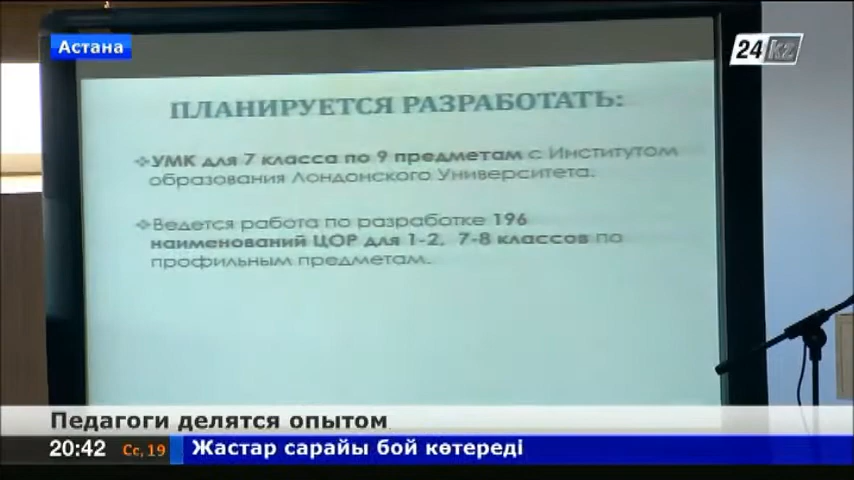 Астана
24 kz
ПЛАНИРУЕТСЯ РАЗРАБОТАТЬ:
УМК для 7 класса по 9 предметам с Институтом
образования Лондонского Университета.
Ведется работа по разработке 196
наименований ЦОР для 1-2, 7-8 классов по
профильным предметам.
Педагоги делятся опытом
20:42 Сс, 19 Жастар сарайы бой көтереді